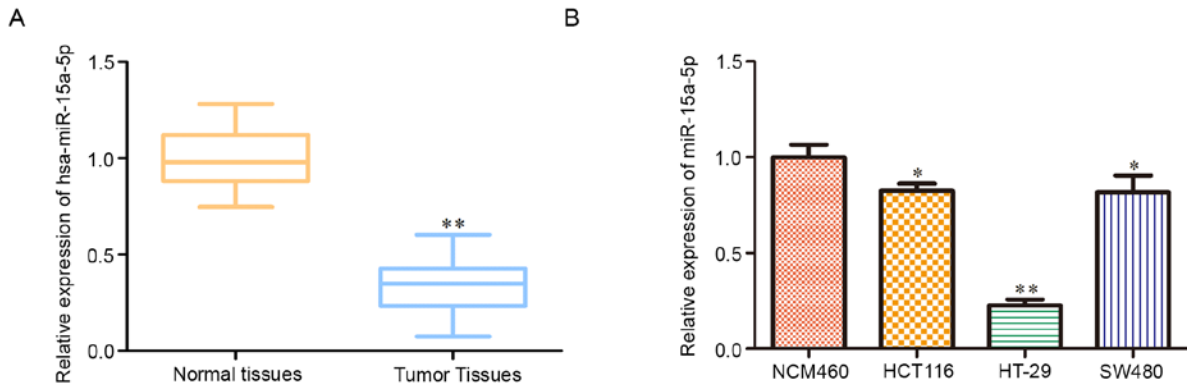 A
Relative expression of hsa-miR-15a-5p
1.5
1.0
0.5
0.0
**
Normal tissues
Tumor Tissues
B
Relative expression of miR-15a-5p
1.5
1.0
0.5
0.0
*
**
*
NCM460
HCT116
HT-29
SW480